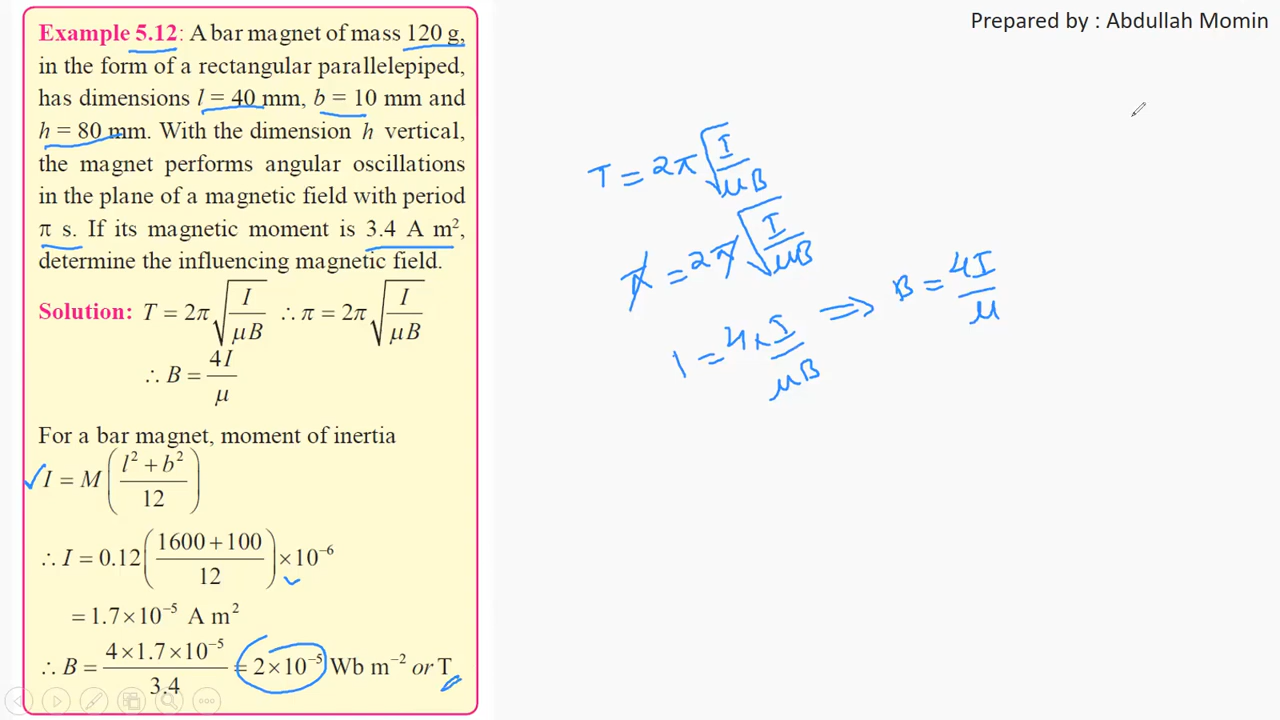 Prepared by : Abdullah Momin
Example 5.12: A bar magnet of mass 120 g,
in the form of a rectangular parallelepiped,
has dimensions l = 40 mm, b = 10 mm and
h = 80 mm. With the dimension h vertical,
the magnet performs angular oscillations
in the plane of a magnetic field with period
π s. If its magnetic moment is 3.4 A m²,
determine the influencing magnetic field.
Solution: T = 2π√(I/μB) ∴ π = 2π√(I/μB)
∴ B = 4I/μ
For a bar magnet, moment of inertia
I = M((l² + b²)/12)
∴ I = 0.12((1600 + 100)/12) × 10⁻⁶
= 1.7 × 10⁻⁵ A m²
∴ B = (4 × 1.7 × 10⁻⁵)/3.4 = 2 × 10⁻⁵ Wb m⁻² or T
T = 2π√(I/μB)
π = 2π√(I/μB)
1 = 4 × I/μB ⟹ B = 4I/μ